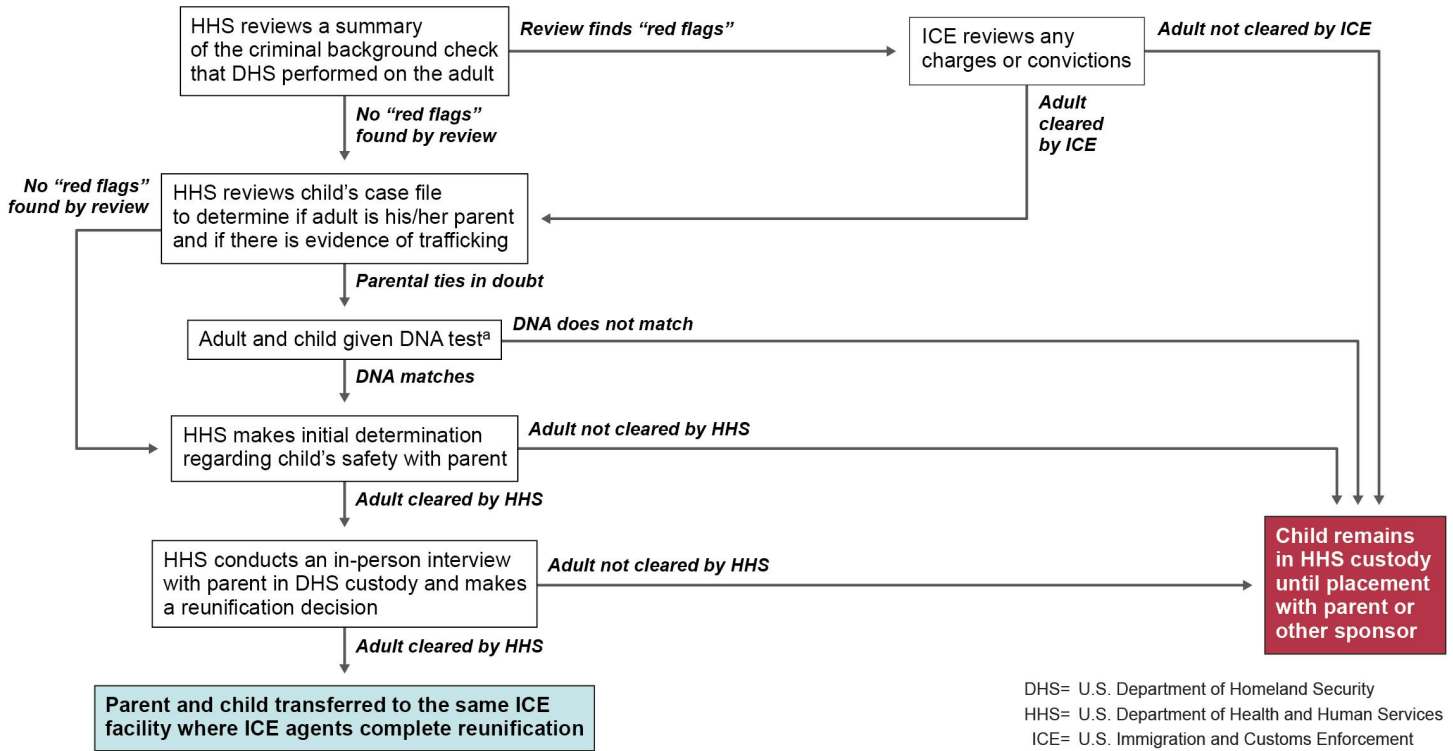 HHS reviews a summary
of the criminal background check
that DHS performed on the adult
Review finds “red flags”
ICE reviews any
charges or convictions
Adult not cleared by ICE
No “red flags”
found by review
Adult
cleared
by ICE
No “red flags”
found by review
HHS reviews child’s case file
to determine if adult is his/her parent
and if there is evidence of trafficking
Parental ties in doubt
Adult and child given DNA testª
DNA does not match
DNA matches
HHS makes initial determination
regarding child’s safety with parent
Adult not cleared by HHS
Adult cleared by HHS
HHS conducts an in-person interview
with parent in DHS custody and makes
a reunification decision
Adult not cleared by HHS
Child remains
in HHS custody
until placement
with parent or
other sponsor
Adult cleared by HHS
Parent and child transferred to the same ICE
facility where ICE agents complete reunification
DHS= U.S. Department of Homeland Security
HHS= U.S. Department of Health and Human Services
ICE= U.S. Immigration and Customs Enforcement